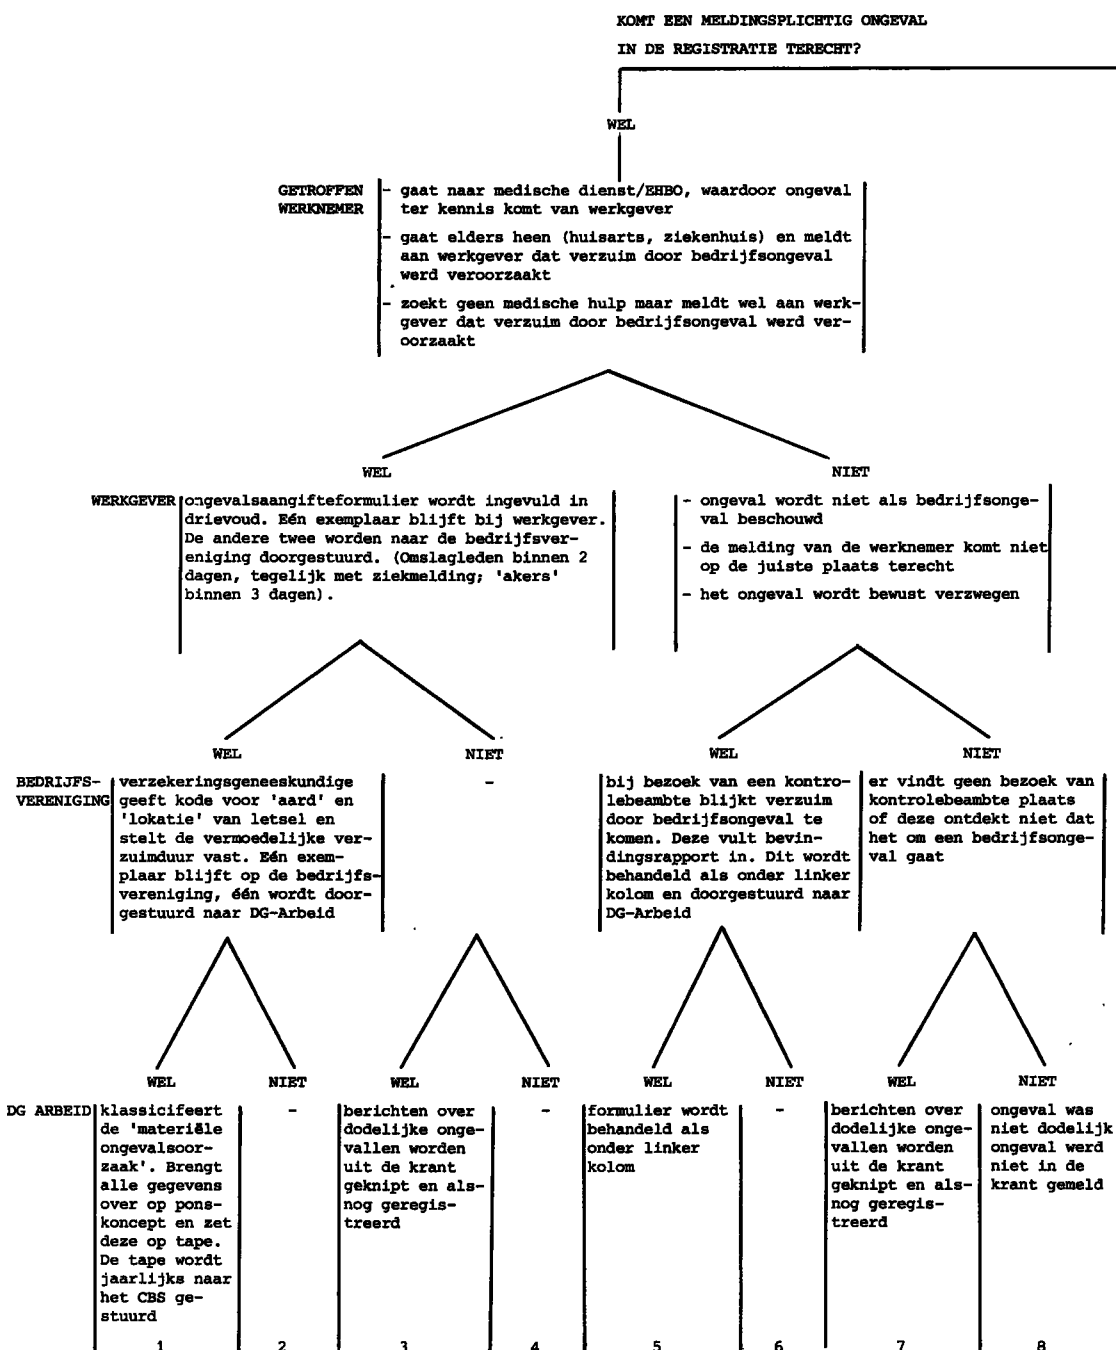 KOMT EEN MELDINGSPLICHTIG ONGEVAL
IN DE REGISTRATIE TERECHT?
WEL
GETROFFEN
WERKNEMER
- gaat naar medische dienst/EHBO, waardoor ongeval
ter kennis komt van werkgever
- gaat elders heen (huisarts, ziekenhuis) en meldt
aan werkgever dat verzuim door bedrijfsongeval
werd veroorzaakt
- zoekt geen medische hulp maar meldt wel aan werk-
gever dat verzuim door bedrijfsongeval werd ver-
oorzaakt
WEL
NIET
WERKGEVER
ongevalsaangifteformulier wordt ingevuld in
drievoud. Eén exemplaar blijft bij werkgever.
De andere twee worden naar de bedrijfsver-
eniging doorgestuurd. (Omslagleden binnen 2
dagen, tegelijk met ziekmelding; 'akers'
binnen 3 dagen).
- ongeval wordt niet als bedrijfsonge-
val beschouwd
- de melding van de werknemer komt niet
op de juiste plaats terecht
- het ongeval wordt bewust verzwegen
WEL
NIET
WEL
NIET
BEDRIJFS-
VERENIGING
verzekeringsgeneeskundige
geeft kode voor 'aard' en
'lokatie' van letsel en
stelt de vermoedelijke ver-
zuimduur vast. Eén exem-
plaar blijft op de bedrijfs-
vereniging, één wordt door-
gestuurd naar DG-Arbeid
-
bij bezoek van een kontro-
lebeambte blijkt verzuim
door bedrijfsongeval te
komen. Deze vult bevin-
dingsrapport in. Dit wordt
behandeld als onder linker
kolom en doorgestuurd naar
DG-Arbeid
er vindt geen bezoek van
kontrolebeambte plaats
of deze ontdekt niet dat
het om een bedrijfsonge-
val gaat
WEL
NIET
WEL
NIET
WEL
NIET
WEL
NIET
DG ARBEID
klassicifeert
de 'materiële
ongevalsoor-
zaak'. Brengt
alle gegevens
over op pons-
koncept en zet
deze op tape.
De tape wordt
jaarlijks naar
het CBS ge-
stuurd
-
berichten over
dodelijke onge-
vallen worden
uit de krant
geknipt en als-
nog geregis-
treerd
-
formulier wordt
behandeld als
onder linker
kolom
-
berichten over
dodelijke onge-
vallen worden
uit de krant
geknipt en als-
nog geregis-
treerd
ongeval was
niet dodelijk
ongeval werd
niet in de
krant gemeld
1 2 3 4 5 6 7 8